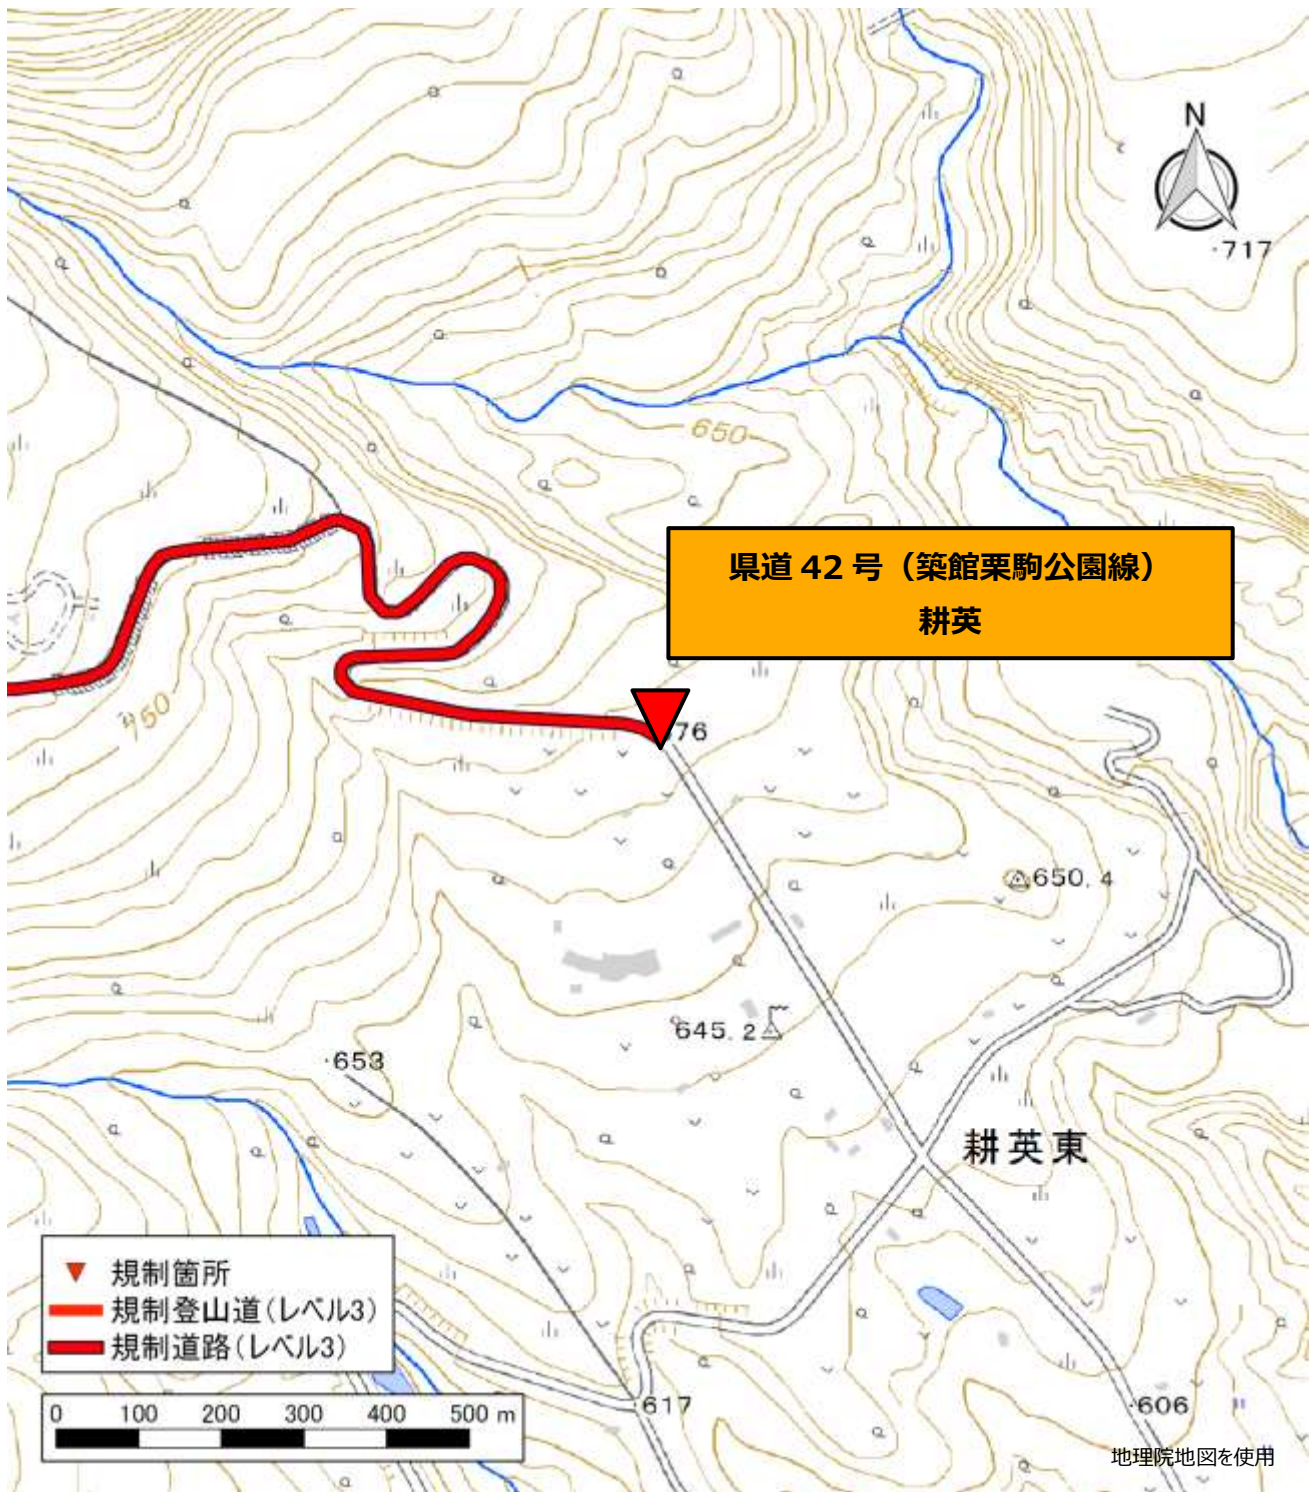 N
・717
650
県道 42 号（築館栗駒公園線）
耕英
750
76
650.4
645.2
・653
耕英東
▼ 規制箇所
規制登山道(レベル3)
規制道路(レベル3)
0 100 200 300 400 500 m
・617
・606
地理院地図を使用